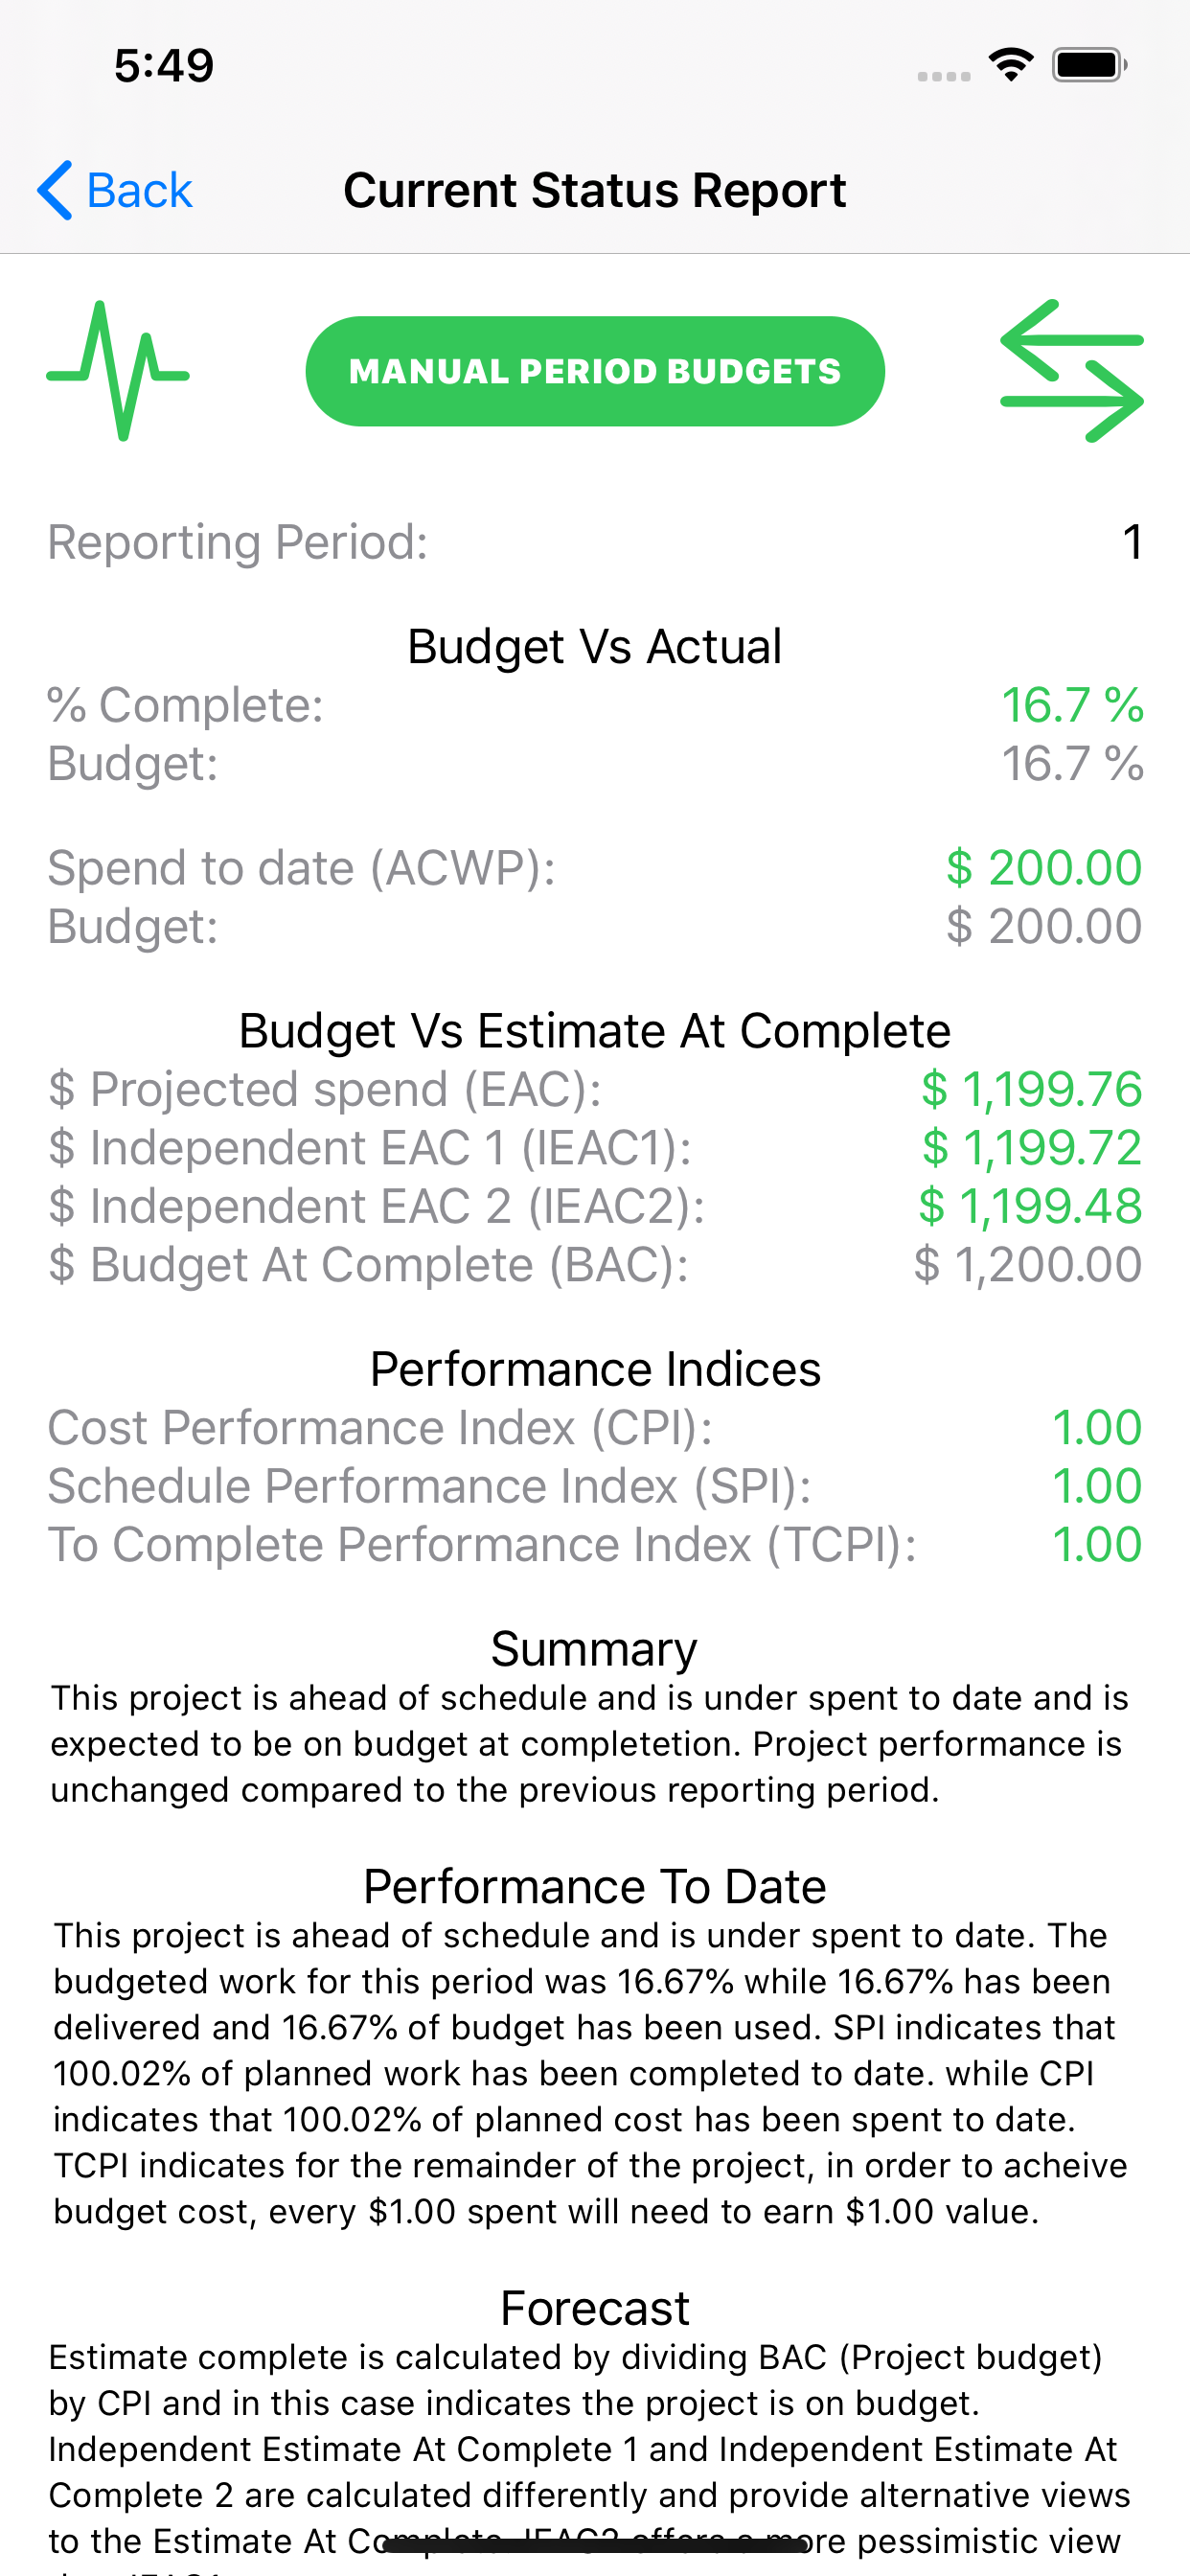 5:49
Back
Current Status Report
MANUAL PERIOD BUDGETS
Reporting Period: 1
Budget Vs Actual
% Complete: 16.7 %
Budget: 16.7 %
Spend to date (ACWP): $ 200.00
Budget: $ 200.00
Budget Vs Estimate At Complete
$ Projected spend (EAC): $ 1,199.76
$ Independent EAC 1 (IEAC1): $ 1,199.72
$ Independent EAC 2 (IEAC2): $ 1,199.48
$ Budget At Complete (BAC): $ 1,200.00
Performance Indices
Cost Performance Index (CPI): 1.00
Schedule Performance Index (SPI): 1.00
To Complete Performance Index (TCPI): 1.00
Summary
This project is ahead of schedule and is under spent to date and is
expected to be on budget at completetion. Project performance is
unchanged compared to the previous reporting period.
Performance To Date
This project is ahead of schedule and is under spent to date. The
budgeted work for this period was 16.67% while 16.67% has been
delivered and 16.67% of budget has been used. SPI indicates that
100.02% of planned work has been completed to date. while CPI
indicates that 100.02% of planned cost has been spent to date.
TCPI indicates for the remainder of the project, in order to acheive
budget cost, every $1.00 spent will need to earn $1.00 value.
Forecast
Estimate complete is calculated by dividing BAC (Project budget)
by CPI and in this case indicates the project is on budget.
Independent Estimate At Complete 1 and Independent Estimate At
Complete 2 are calculated differently and provide alternative views
to the Estimate At Complete. IEAC2 offers a more pessimistic view